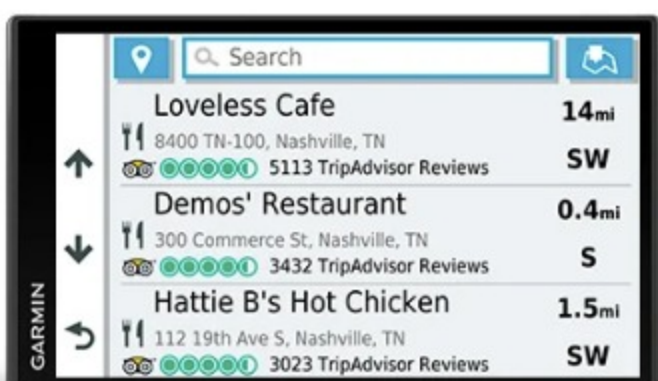 Search
Loveless Cafe
14mi
8400 TN-100, Nashville, TN
5113 TripAdvisor Reviews
SW
Demos' Restaurant
0.4mi
300 Commerce St, Nashville, TN
3432 TripAdvisor Reviews
S
Hattie B's Hot Chicken
1.5mi
112 19th Ave S, Nashville, TN
3023 TripAdvisor Reviews
SW
GARMIN